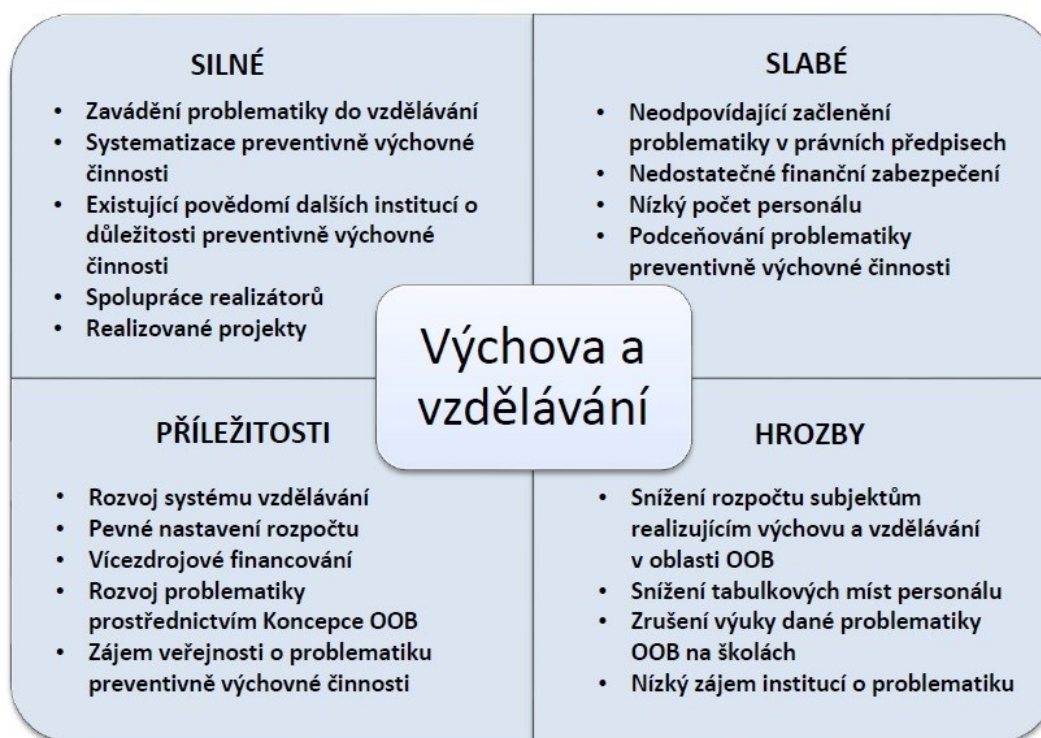 SILNÉ
• Zavádění problematiky do vzdělávání
• Systematizace preventivně výchovné
činnosti
• Existující povědomí dalších institucí o
důležitosti preventivně výchovné
činnosti
• Spolupráce realizátorů
• Realizované projekty
SLABÉ
• Neodpovídající začlenění
problematiky v právních předpisech
• Nedostatečné finanční zabezpečení
• Nízký počet personálu
• Podceňování problematiky
preventivně výchovné činnosti
Výchova a
vzdělávání
PŘÍLEŽITOSTI
• Rozvoj systému vzdělávání
• Pevné nastavení rozpočtu
• Vícezdrojové financování
• Rozvoj problematiky
prostřednictvím Koncepce OOB
• Zájem veřejnosti o problematiku
preventivně výchovné činnosti
HROZBY
• Snížení rozpočtu subjektům
realizujícím výchovu a vzdělávání
v oblasti OOB
• Snížení tabulkových míst personálu
• Zrušení výuky dané problematiky
OOB na školách
• Nízký zájem institucí o problematiku